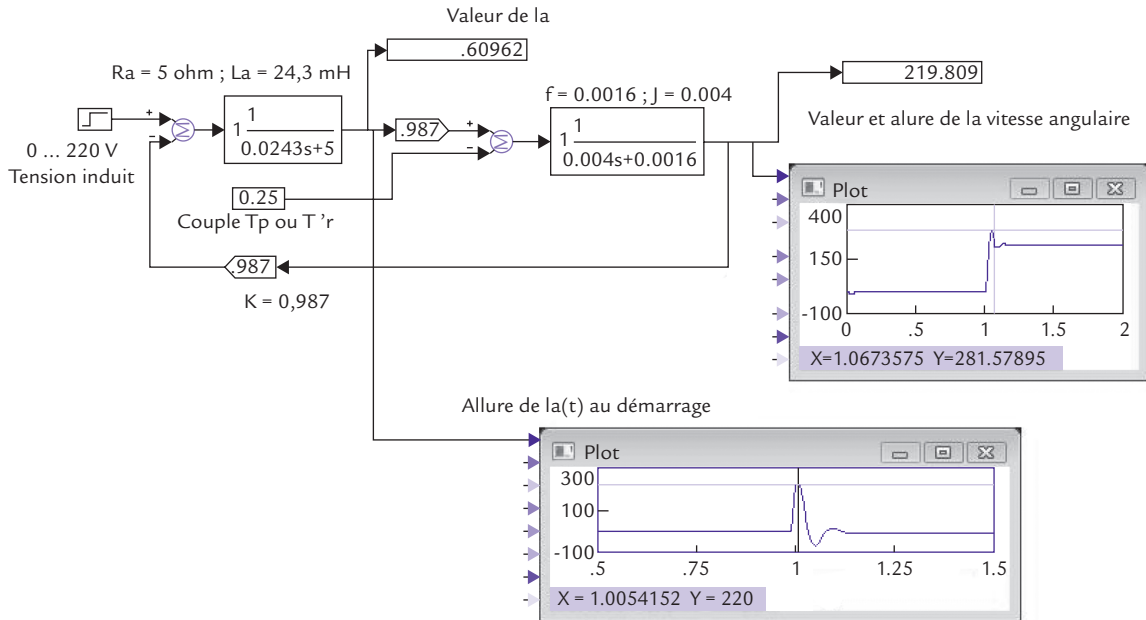 Valeur de la
.60962
Ra = 5 ohm ; La = 24,3 mH
219.809
f = 0.0016 ; J = 0.004
+
-
1 1
0.0243s+5
.987
+
-
1 1
0.004s+0.0016
Valeur et alure de la vitesse angulaire
0 ... 220 V
Tension induit
0.25
Couple Tp ou T ’r
.987
K = 0,987
Plot
400
150
-100
0 .5 1 1.5 2
X=1.0673575 Y=281.57895
Allure de la(t) au démarrage
Plot
300
100
-100
.5 .75 1 1.25 1.5
X = 1.0054152 Y = 220